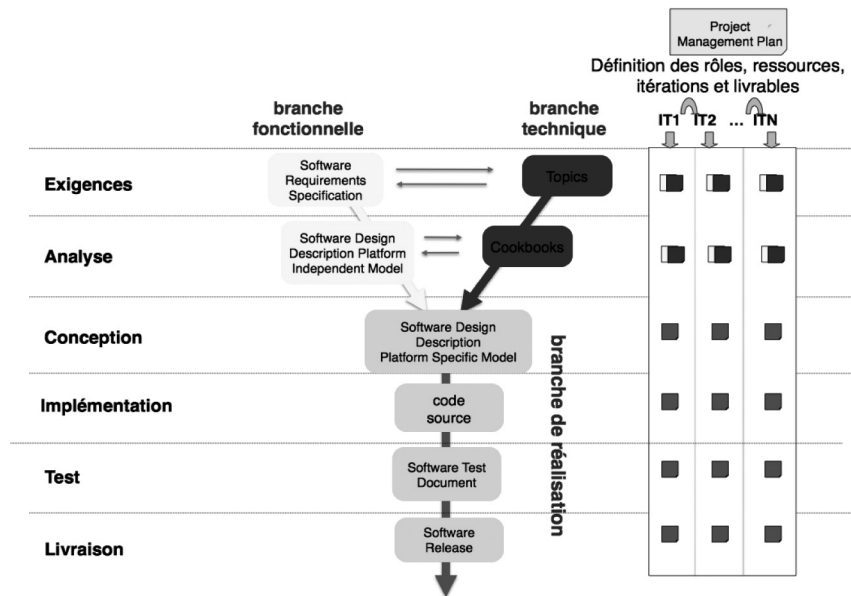 Project
Management Plan
Définition des rôles, ressources,
itérations et livrables
IT1 IT2 ... ITN
branche
fonctionnelle
branche
technique
Exigences
Software
Requirements
Specification
Topics
Analyse
Software Design
Description Platform
Independent Model
Cookbooks
Conception
Software Design
Description
Platform Specific Model
branche de réalisation
Implémentation
code
source
Test
Software Test
Document
Livraison
Software
Release